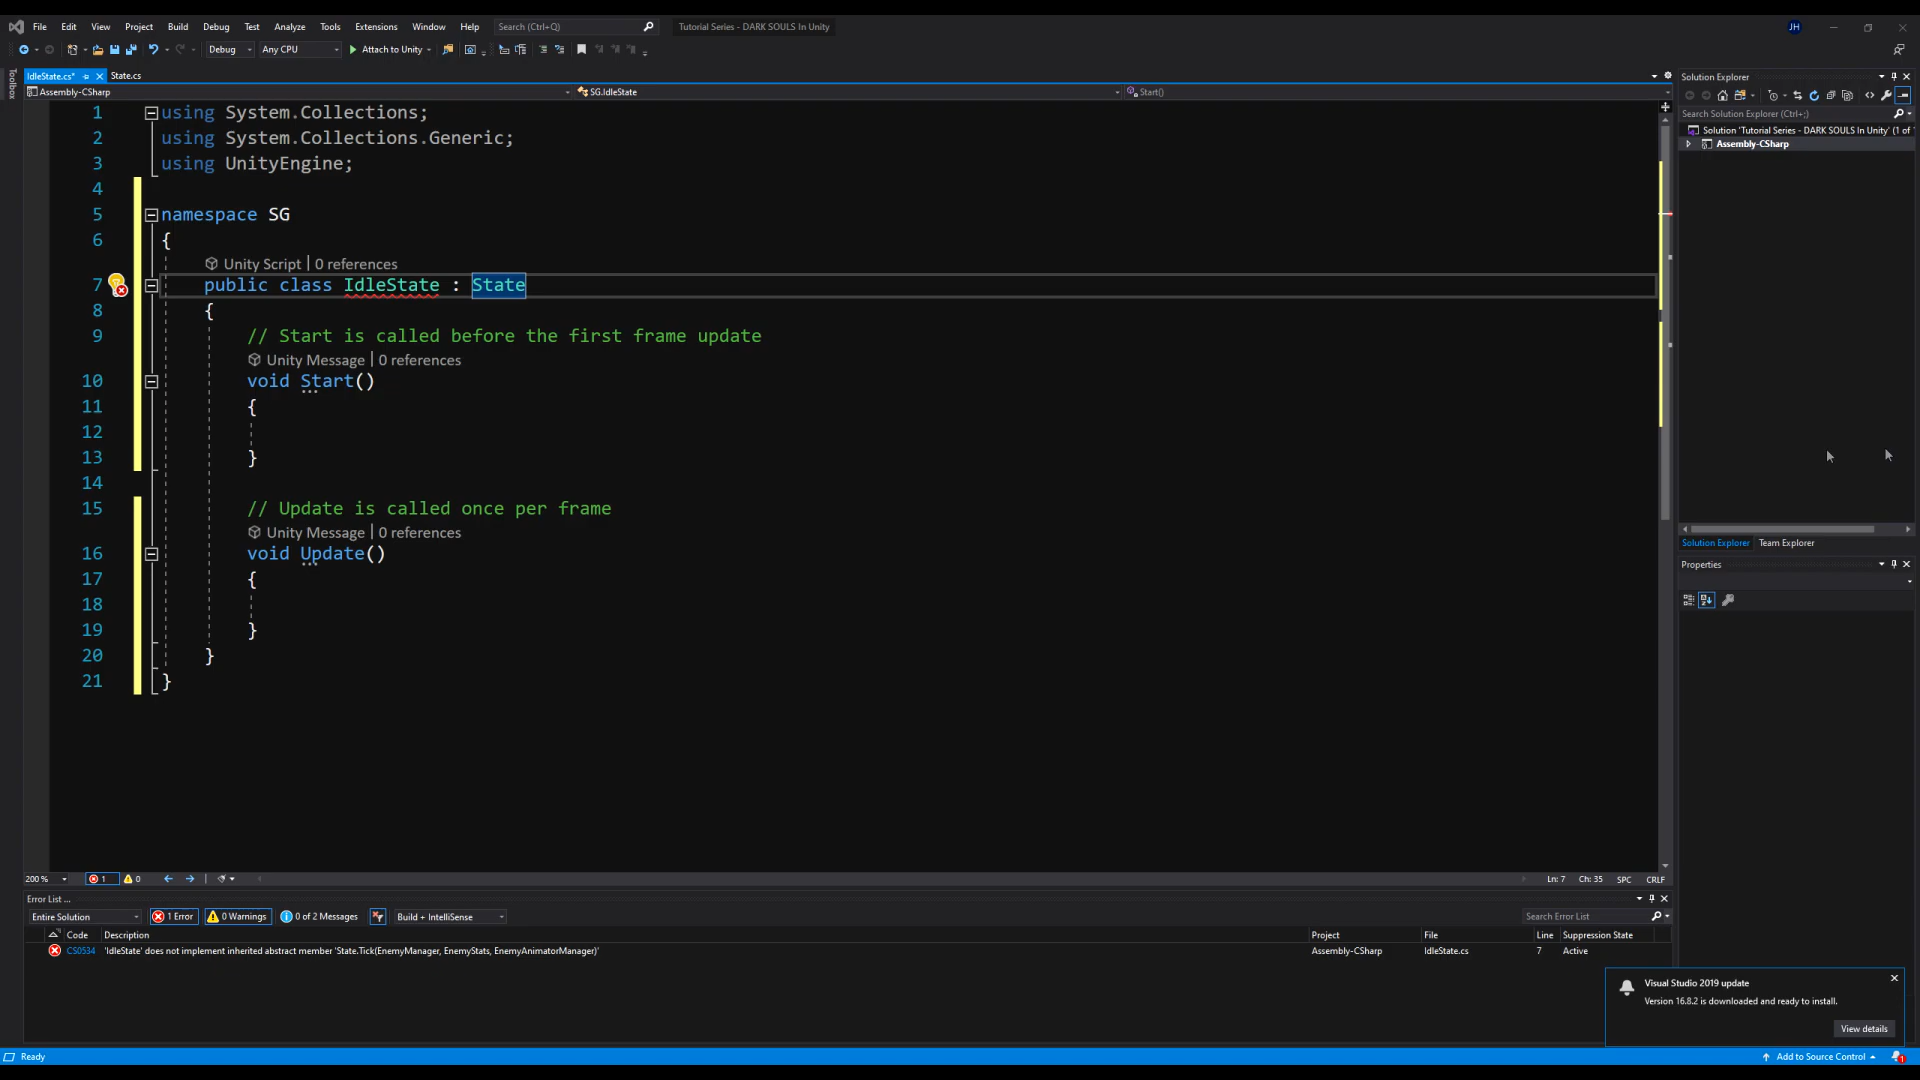 File Edit View Project Build Debug Test Analyze Tools Extensions Window Help Search (Ctrl+Q) Tutorial Series - DARK SOULS In Unity JH
Debug Any CPU Attach to Unity
IdleState.cs* State.cs
Assembly-CSharp SG.IdleState Start()
Toolbox
1 using System.Collections;
2 using System.Collections.Generic;
3 using UnityEngine;
4
5 namespace SG
6 {
Unity Script | 0 references
7 public class IdleState : State
8 {
9 // Start is called before the first frame update
Unity Message | 0 references
10 void Start()
11 {
12
13 }
14
15 // Update is called once per frame
Unity Message | 0 references
16 void Update()
17 {
18
19 }
20 }
21 }
Solution Explorer
Search Solution Explorer (Ctrl+;)
Solution 'Tutorial Series - DARK SOULS In Unity' (1 of
Assembly-CSharp
Solution Explorer Team Explorer
Properties
200 % 1 0 Ln: 7 Ch: 35 SPC CRLF
Error List ...
Entire Solution 1 Error 0 Warnings 0 of 2 Messages Build + IntelliSense Search Error List
Code Description Project File Line Suppression State
CS0534 'IdleState' does not implement inherited abstract member 'State.Tick(EnemyManager, EnemyStats, EnemyAnimatorManager)' Assembly-CSharp IdleState.cs 7 Active
Visual Studio 2019 update
Version 16.8.2 is downloaded and ready to install.
View details
Ready Add to Source Control 1